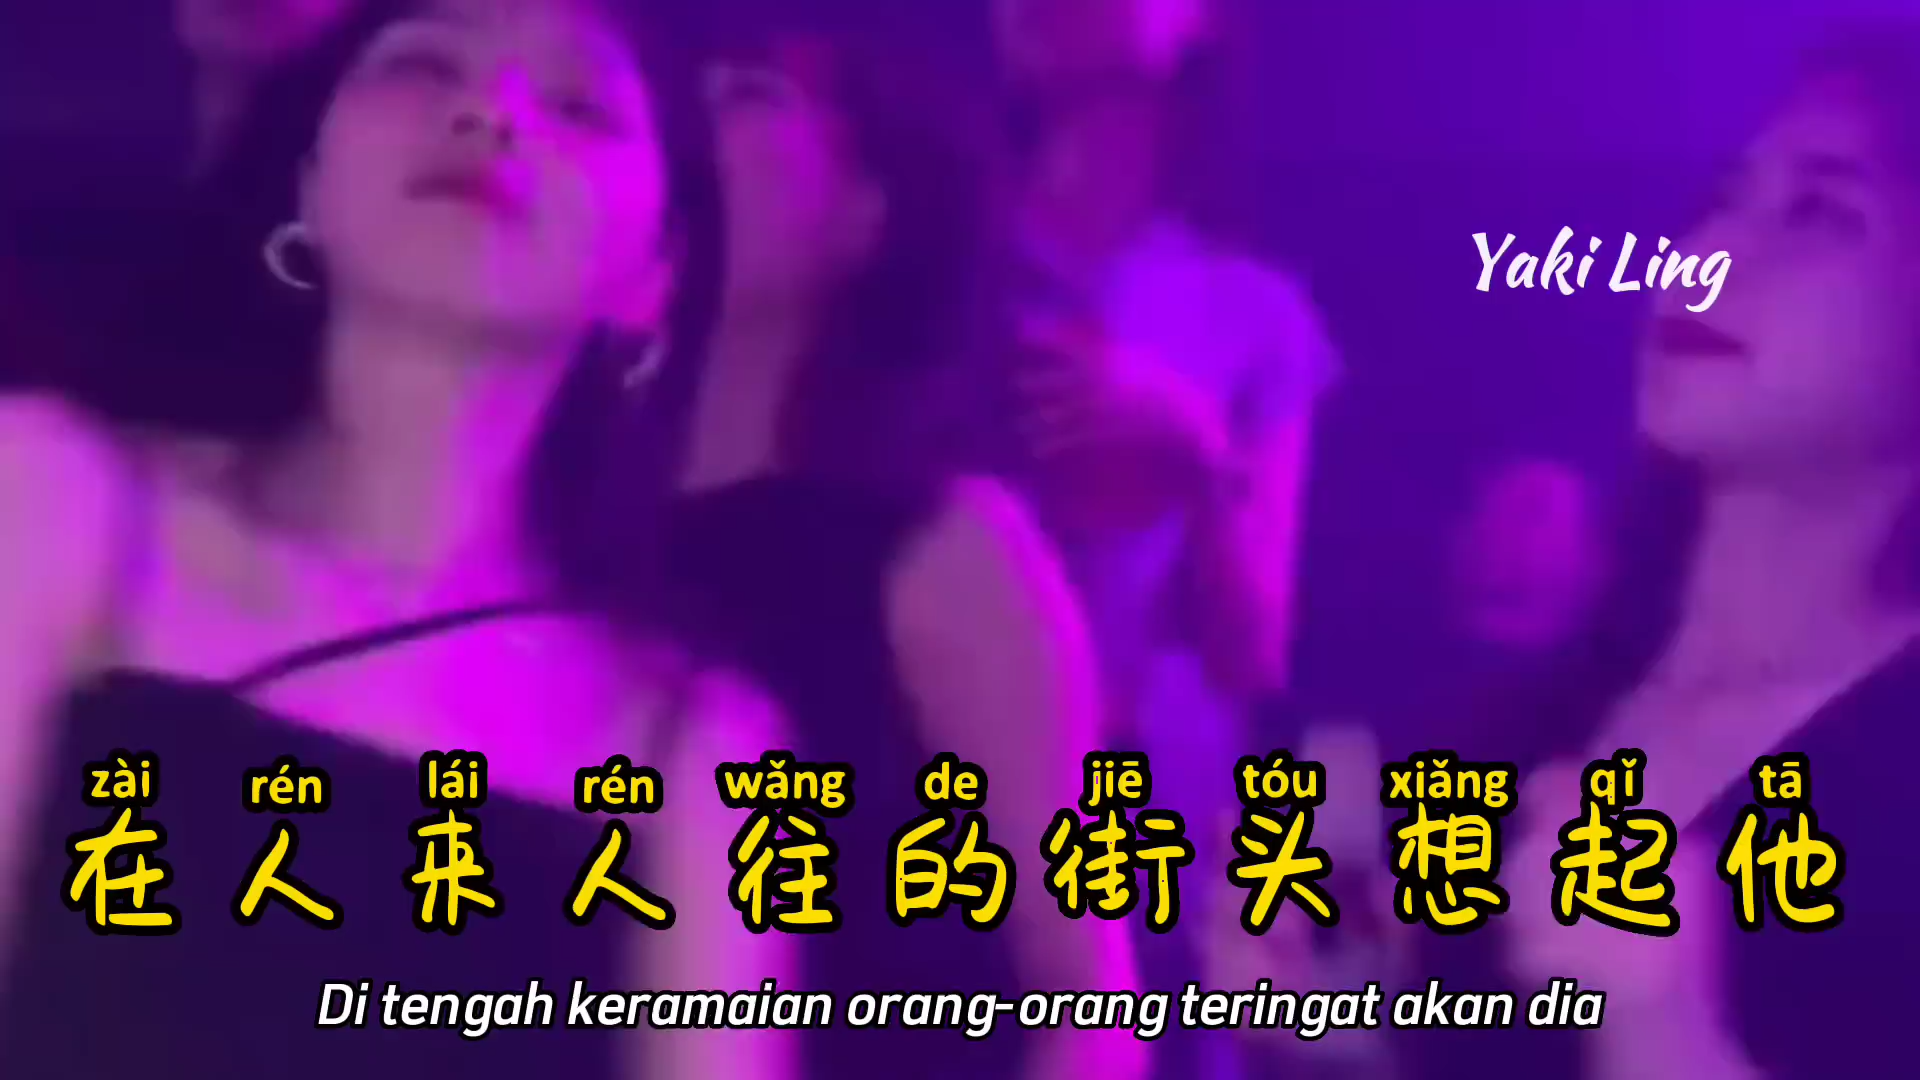 Yaki Ling
zài rén lái rén wǎng de jiē tóu xiǎng qǐ tā
在人来人往的街头想起他
Di tengah keramaian orang-orang teringat akan dia